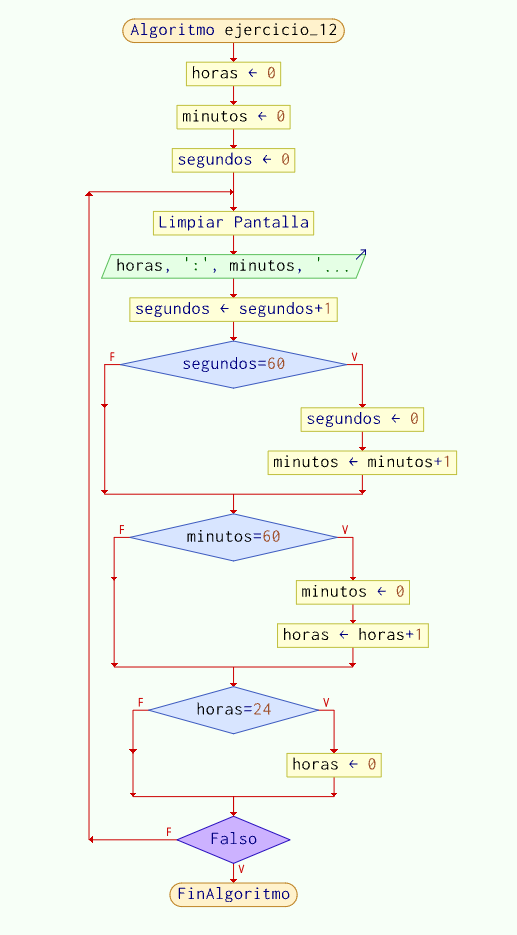 Algoritmo ejercicio_12
horas ← 0
minutos ← 0
segundos ← 0
Limpiar Pantalla
horas, ':', minutos, '...
segundos ← segundos+1
F
segundos=60
V
segundos ← 0
minutos ← minutos+1
F
minutos=60
V
minutos ← 0
horas ← horas+1
F
horas=24
V
horas ← 0
F
Falso
V
FinAlgoritmo